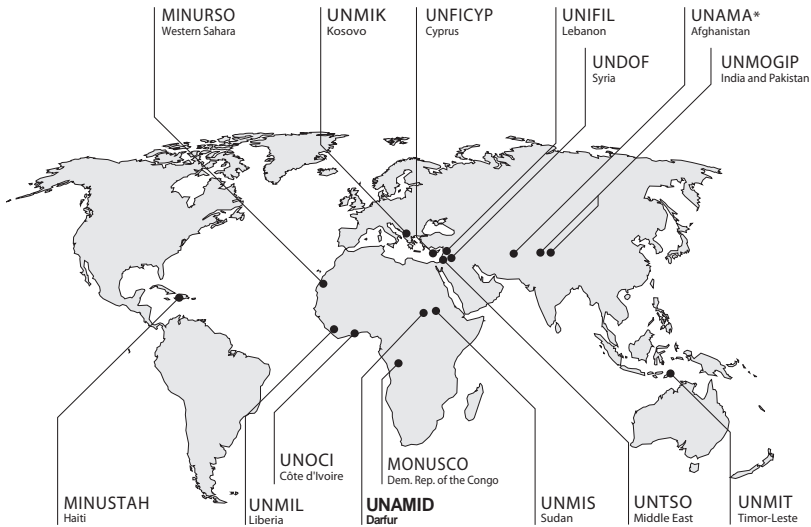 MINURSO
Western Sahara
UNMIK
Kosovo
UNFICYP
Cyprus
UNIFIL
Lebanon
UNAMA*
Afghanistan
UNDOF
Syria
UNMOGIP
India and Pakistan
UNOCI
Côte d'Ivoire
MONUSCO
Dem. Rep. of the Congo
MINUSTAH
Haiti
UNMIL
Liberia
UNAMID
Darfur
UNMIS
Sudan
UNTSO
Middle East
UNMIT
Timor-Leste